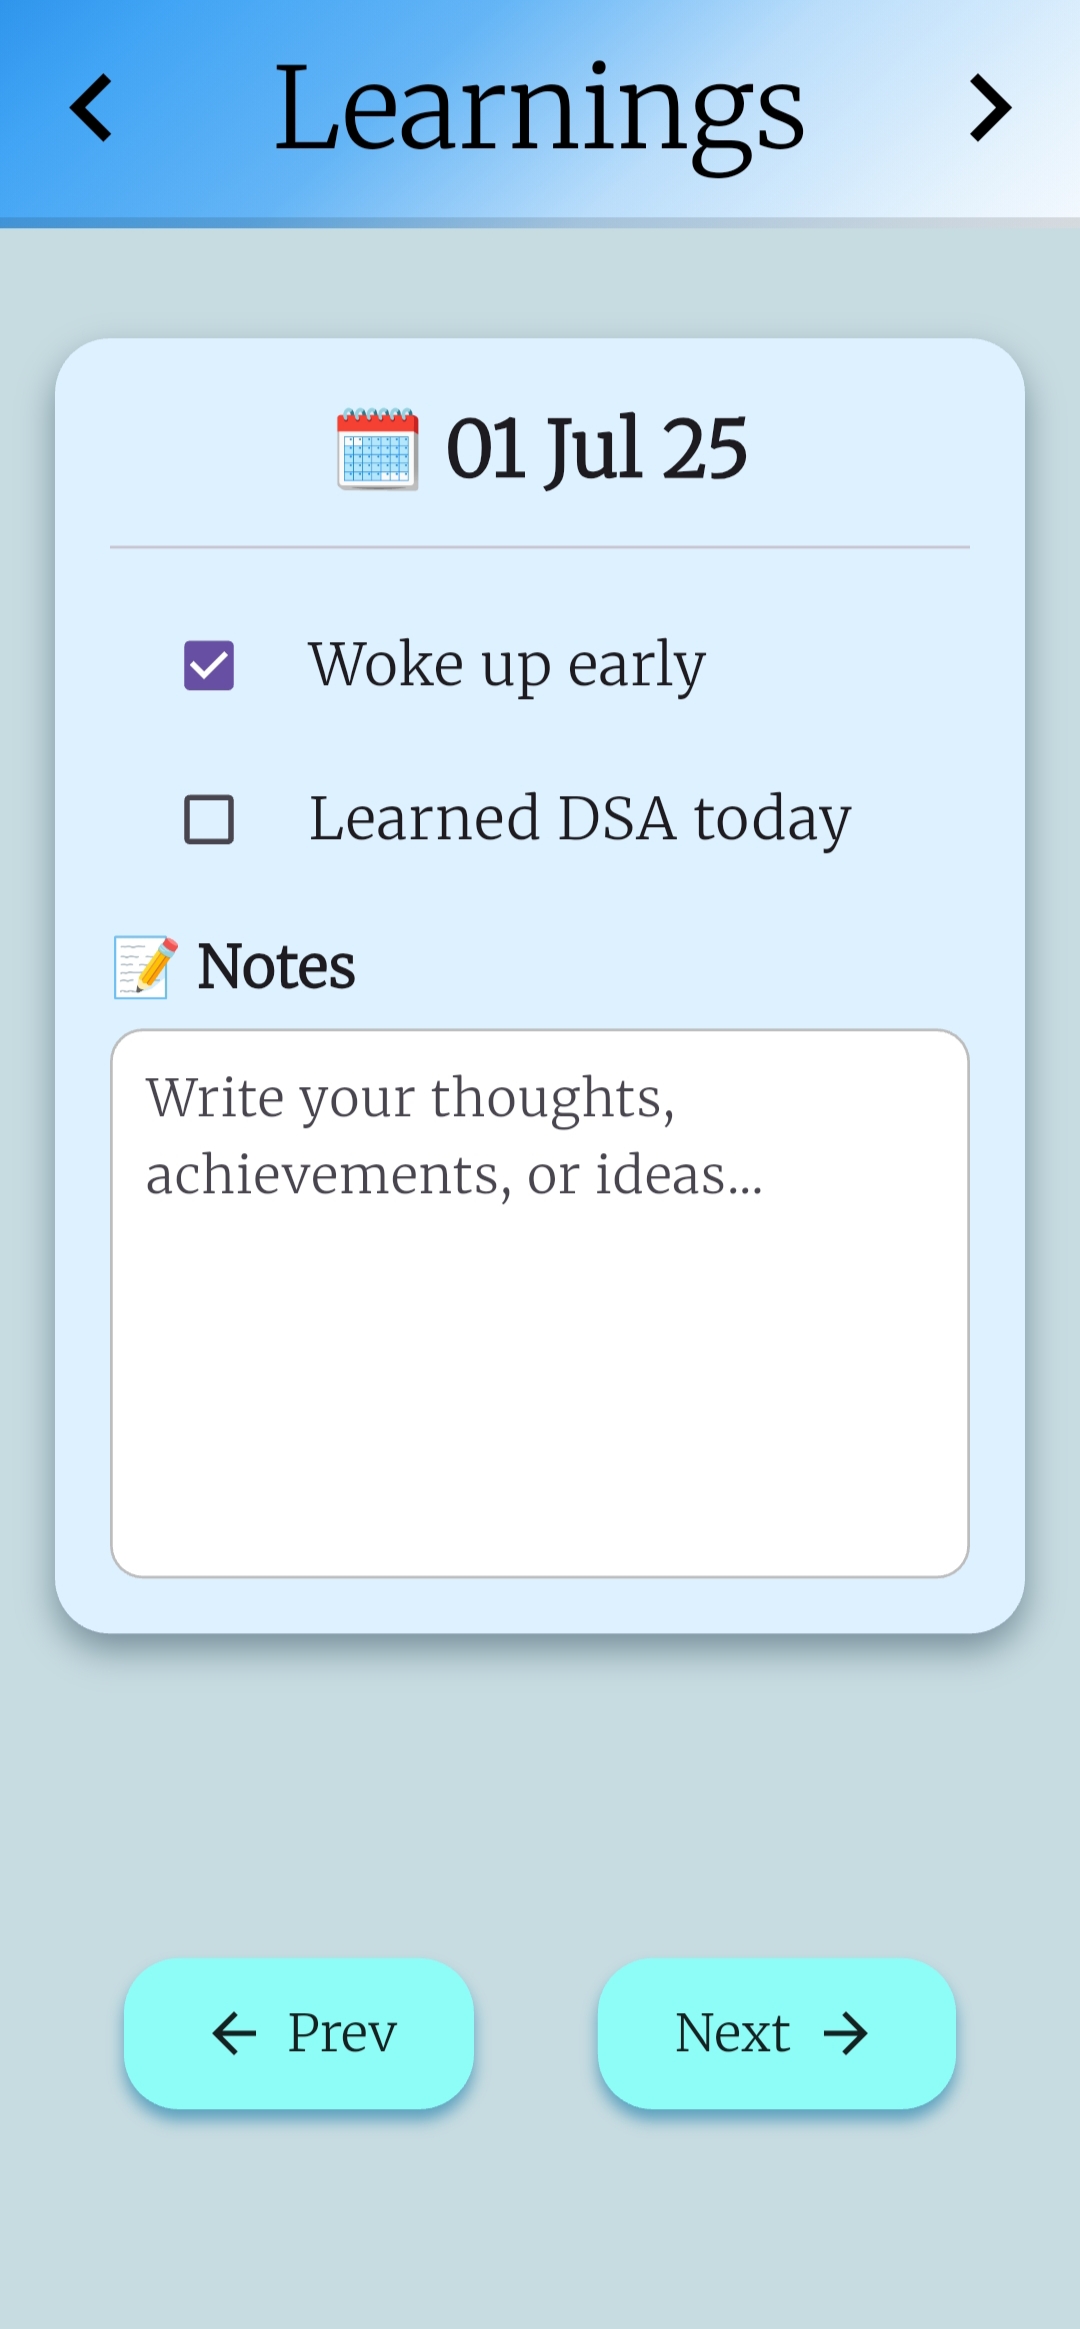 Learnings
01 Jul 25
Woke up early
Learned DSA today
Notes
Write your thoughts,
achievements, or ideas...
Prev
Next